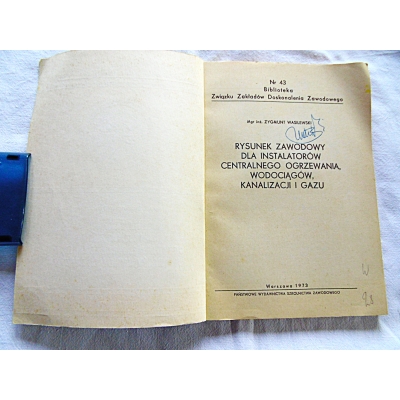 Nr 43
Biblioteka
Związku Zakładów Doskonalenia Zawodowego
Mgr inż. ZYGMUNT WASILEWSKI
RYSUNEK ZAWODOWY
DLA INSTALATORÓW
CENTRALNEGO OGRZEWANIA,
WODOCIĄGÓW,
KANALIZACJI I GAZU
Warszawa 1973
PAŃSTWOWE WYDAWNICTWA SZKOLNICTWA ZAWODOWEGO